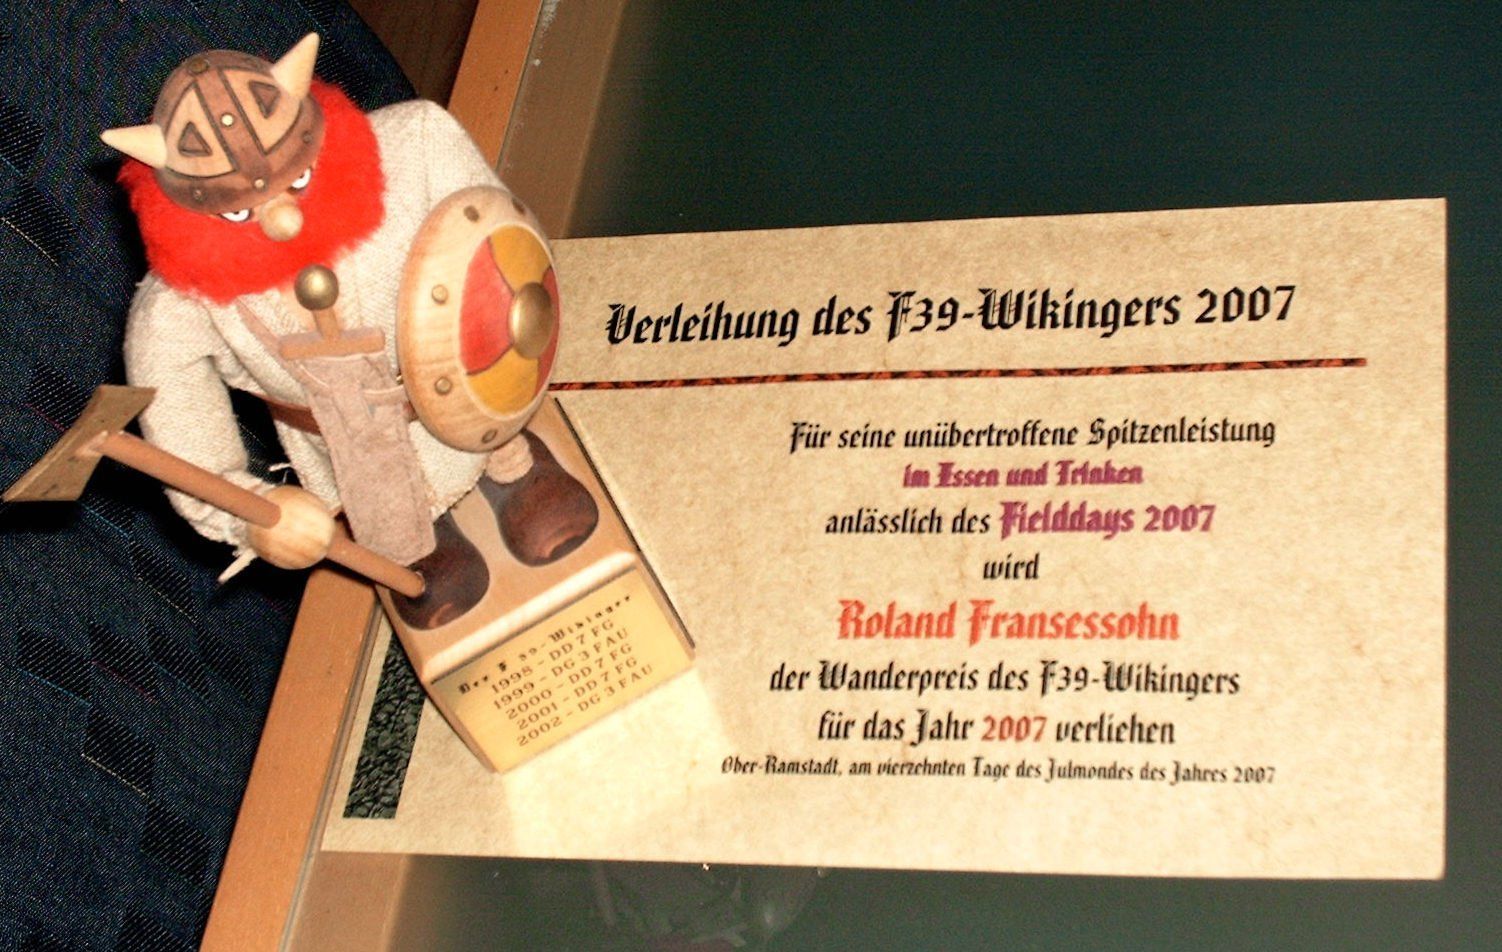 Verleihung des F39-Wikingers 2007
Für seine unübertroffene Spitzenleistung
im Essen und Trinken
anlässlich des Fielddays 2007
wird
Roland Fransessohn
der Wanderpreis des F39-Wikingers
für das Jahr 2007 verliehen
Ober-Ramstadt, am vierzehnten Tage des Julmondes des Jahres 2007
Der F 39-Wikinger
1998 - DD 7 FG
1999 - DG 3 FAU
2000 - DD 7 FG
2001 - DD 7 FG
2002 - DG 3 FAU